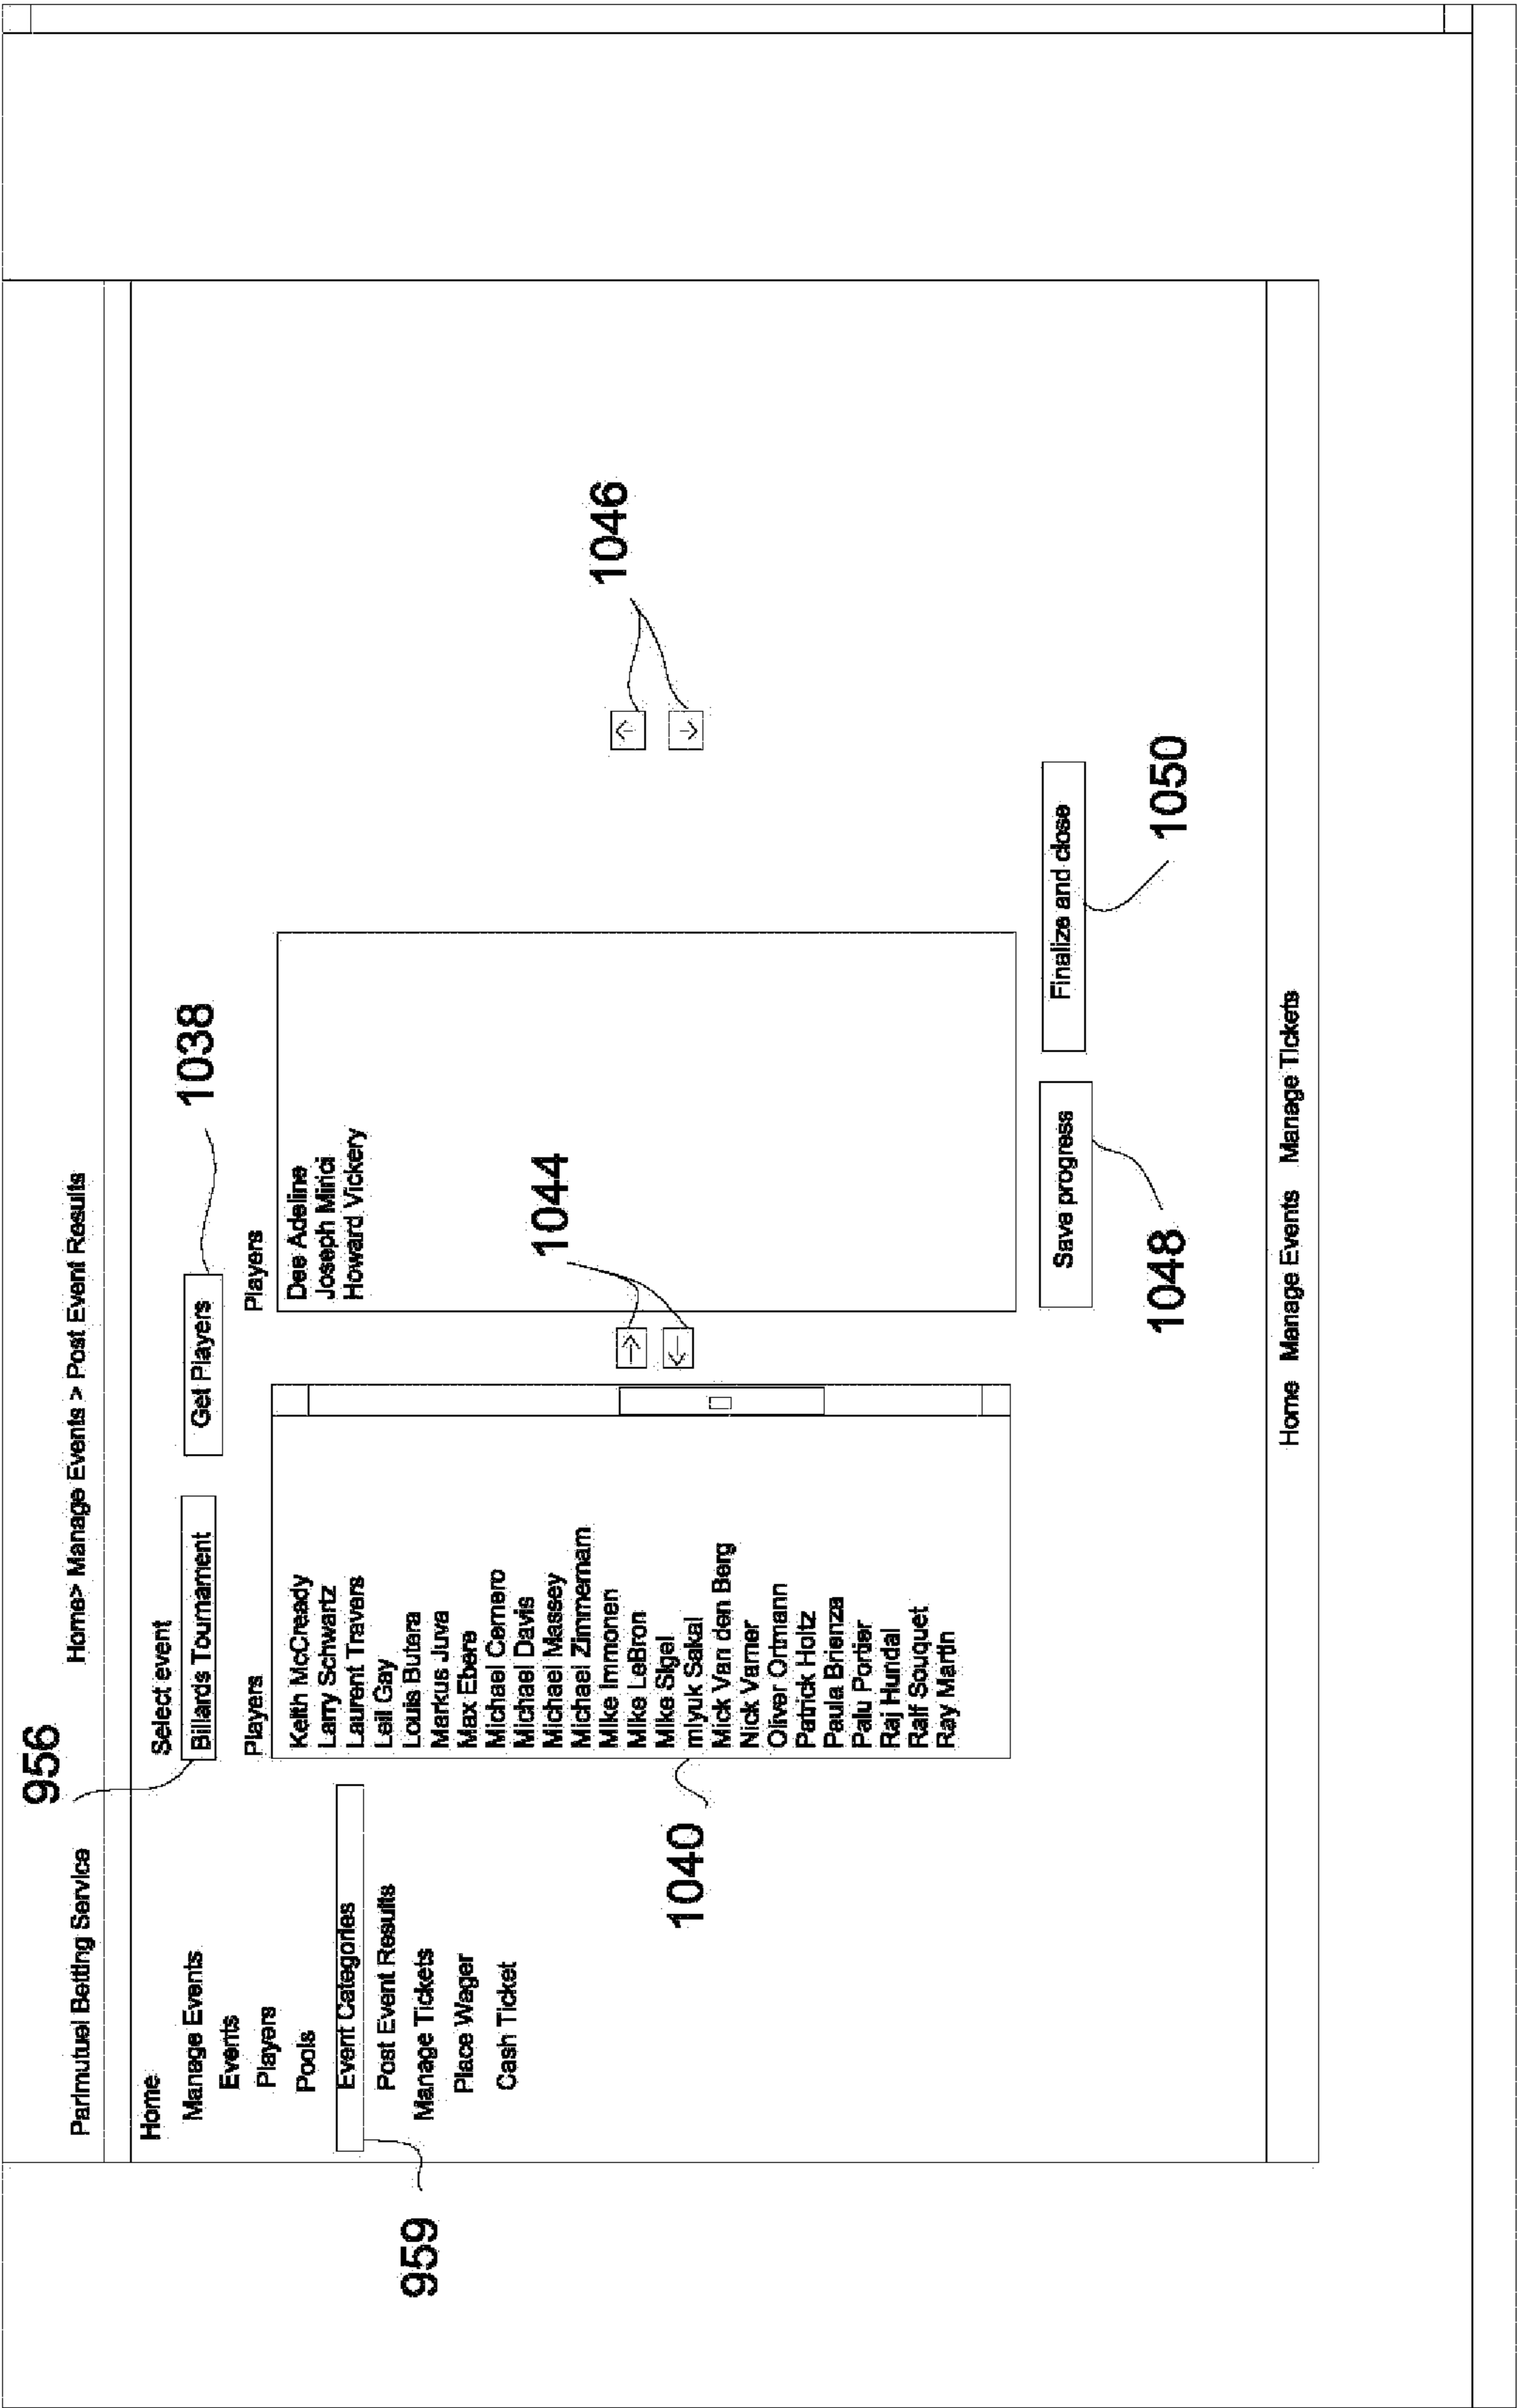 956
Parimutuel Betting Service
Home> Manage Events > Post Event Results
Home
Manage Events
Events
Players
Pools
Event Categories
Post Event Results
Manage Tickets
Place Wager
Cash Ticket
959
Select event
Billards Tournament
Get Players
1038
Players
Keith McCready
Larry Schwartz
Laurent Travers
Leil Gay
Louis Butera
Markus Juva
Max Ebere
Michael Cemero
Michael Davis
Michael Massey
Michael Zimmemam
Mike Immonen
Mike LeBron
Mike Sigel
mlyuk Sakal
Mick Van den Berg
Nick Varner
Oliver Ortmann
Patrick Holtz
Paula Brienza
Palu Portier
Raj Hundal
Ralf Souquet
Ray Martin
1040
1044
Players
Dee Adeline
Joseph Mirici
Howard Vickery
1046
Save progress
Finalize and close
1048
1050
Home Manage Events Manage Tickets